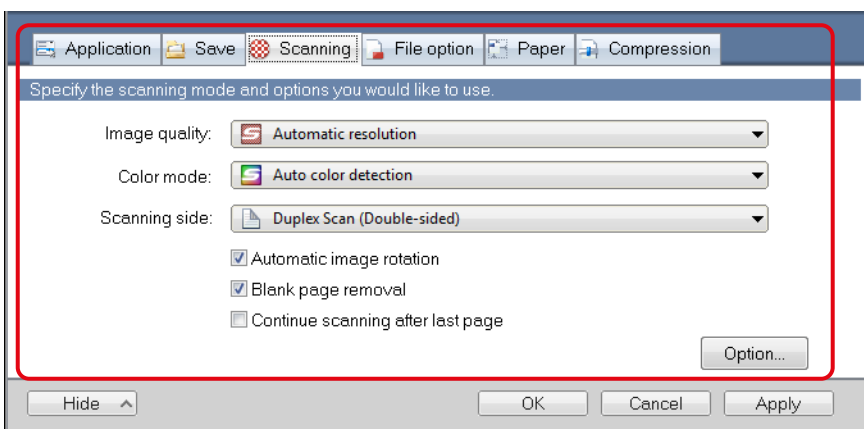 Application Save Scanning File option Paper Compression
Specify the scanning mode and options you would like to use.
Image quality: Automatic resolution
Color mode: Auto color detection
Scanning side: Duplex Scan (Double-sided)
Automatic image rotation
Blank page removal
Continue scanning after last page
Option...
Hide OK Cancel Apply